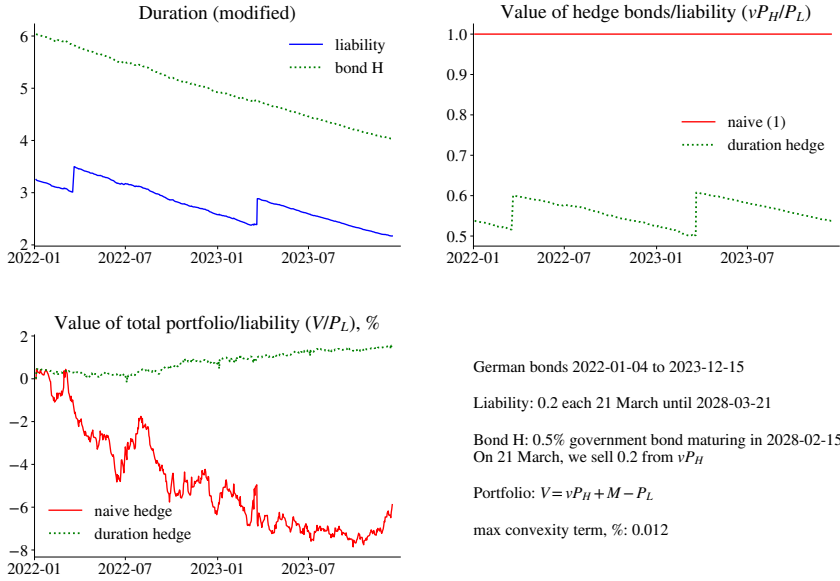 Duration (modified)
6
5
4
3
2
liability
bond H
2022-01
2022-07
2023-01
2023-07
Value of hedge bonds/liability (vP_H/P_L)
1.0
0.9
0.8
0.7
0.6
0.5
naive (1)
duration hedge
2022-01
2022-07
2023-01
2023-07
Value of total portfolio/liability (V/P_L), %
2
0
−2
−4
−6
−8
naive hedge
duration hedge
2022-01
2022-07
2023-01
2023-07
German bonds 2022-01-04 to 2023-12-15
Liability: 0.2 each 21 March until 2028-03-21
Bond H: 0.5% government bond maturing in 2028-02-15
On 21 March, we sell 0.2 from vP_H
Portfolio: V = vP_H + M − P_L
max convexity term, %: 0.012